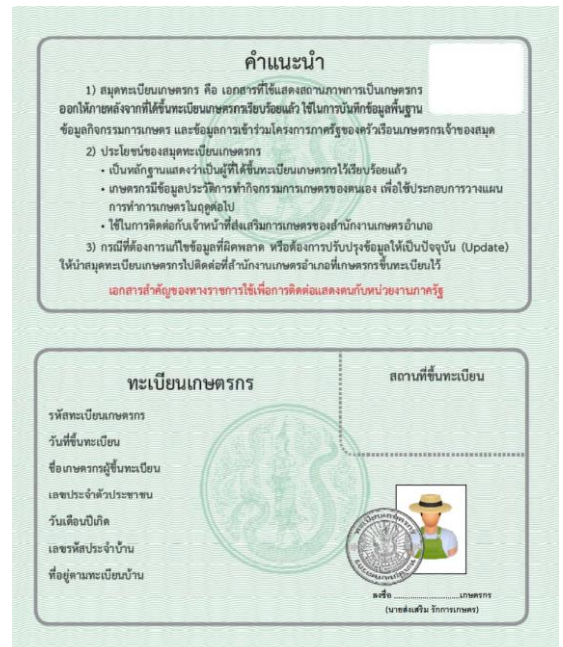 คำแนะนำ
1) สมุดทะเบียนเกษตรกร คือ เอกสารที่ใช้แสดงสถานภาพการเป็นเกษตรกร
ออกให้ภายหลังจากที่ได้ขึ้นทะเบียนเกษตรกรเรียบร้อยแล้ว ใช้ในการบันทึกข้อมูลพื้นฐาน
ข้อมูลกิจกรรมการเกษตร และข้อมูลการเข้าร่วมโครงการภาครัฐของครัวเรือนเกษตรกรเจ้าของสมุด
2) ประโยชน์ของสมุดทะเบียนเกษตรกร
• เป็นหลักฐานแสดงว่าเป็นผู้ที่ได้ขึ้นทะเบียนเกษตรกรไว้เรียบร้อยแล้ว
• เกษตรกรมีข้อมูลประวัติการทำกิจกรรมการเกษตรของตนเอง เพื่อใช้ประกอบการวางแผน
การทำการเกษตรในฤดูต่อไป
• ใช้ในการติดต่อกับเจ้าหน้าที่ส่งเสริมการเกษตรของสำนักงานเกษตรอำเภอ
3) กรณีที่ต้องการแก้ไขข้อมูลที่ผิดพลาด หรือต้องการปรับปรุงข้อมูลให้เป็นปัจจุบัน (Update)
ให้นำสมุดทะเบียนเกษตรกรไปติดต่อที่สำนักงานเกษตรอำเภอที่เกษตรกรขึ้นทะเบียนไว้
เอกสารสำคัญของทางราชการใช้เพื่อการติดต่อแสดงตนกับหน่วยงานภาครัฐ
ทะเบียนเกษตรกร
สถานที่ขึ้นทะเบียน
รหัสทะเบียนเกษตรกร
วันที่ขึ้นทะเบียน
ชื่อเกษตรกรผู้ขึ้นทะเบียน
เลขประจำตัวประชาชน
วันเดือนปีเกิด
เลขรหัสประจำบ้าน
ที่อยู่ตามทะเบียนบ้าน
ลงชื่อ ..............................เกษตรกร
(นายส่งเสริม รักการเกษตร)